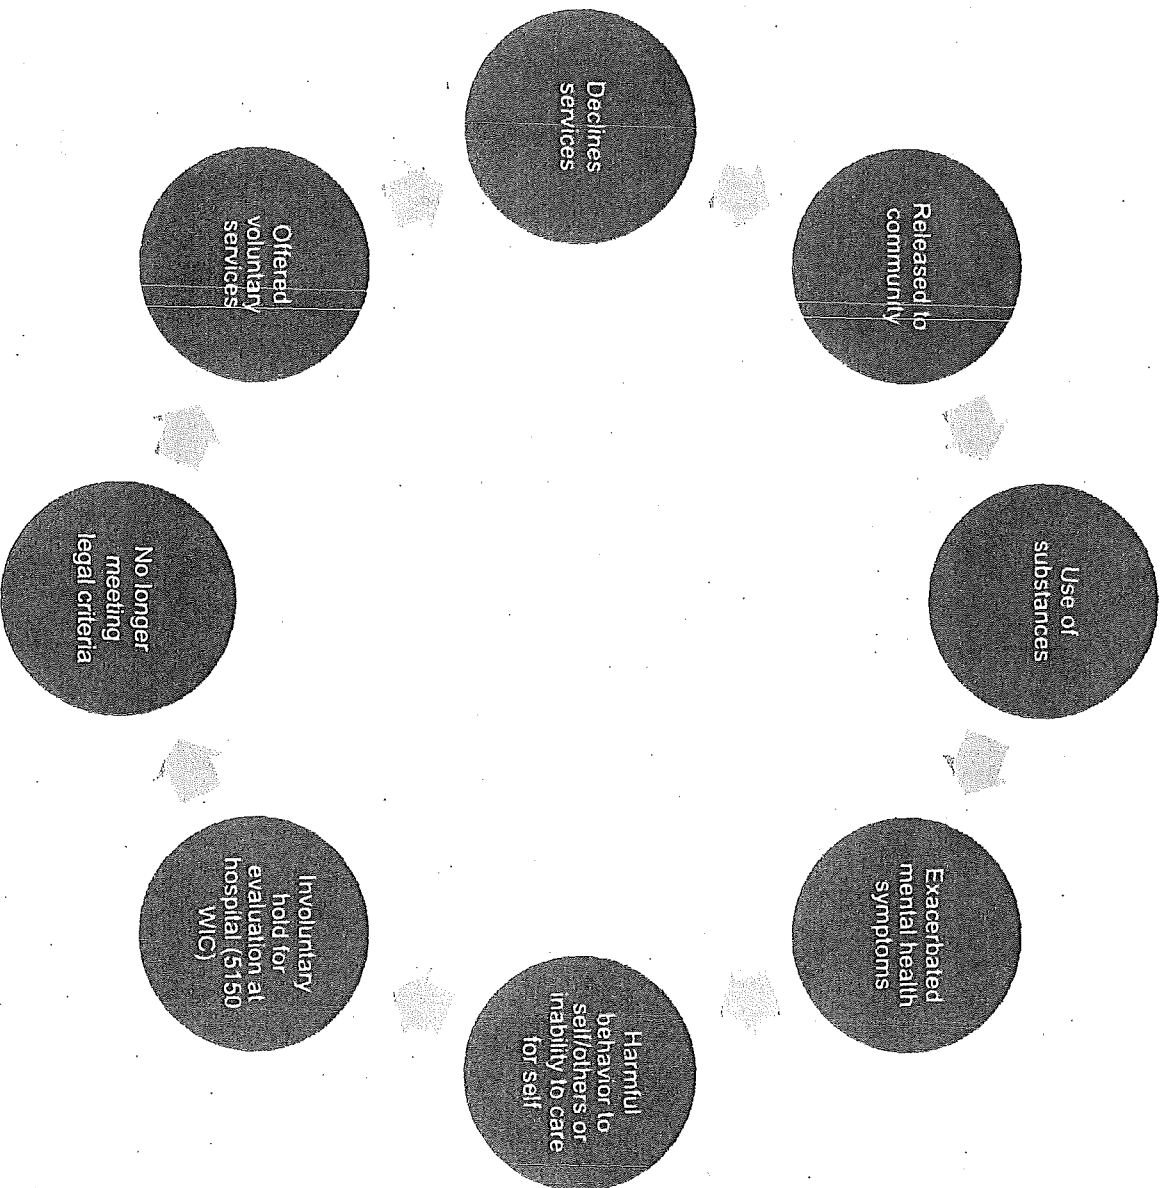 Use of
substances
Exacerbated
mental health
symptoms
Harmful
behavior to
self/others or
inability to care
for self
Involuntary
hold for
evaluation at
hospital (5150
WIC)
No longer
meeting
legal criteria
Offered
voluntary
services
Declines
services
Released to
community